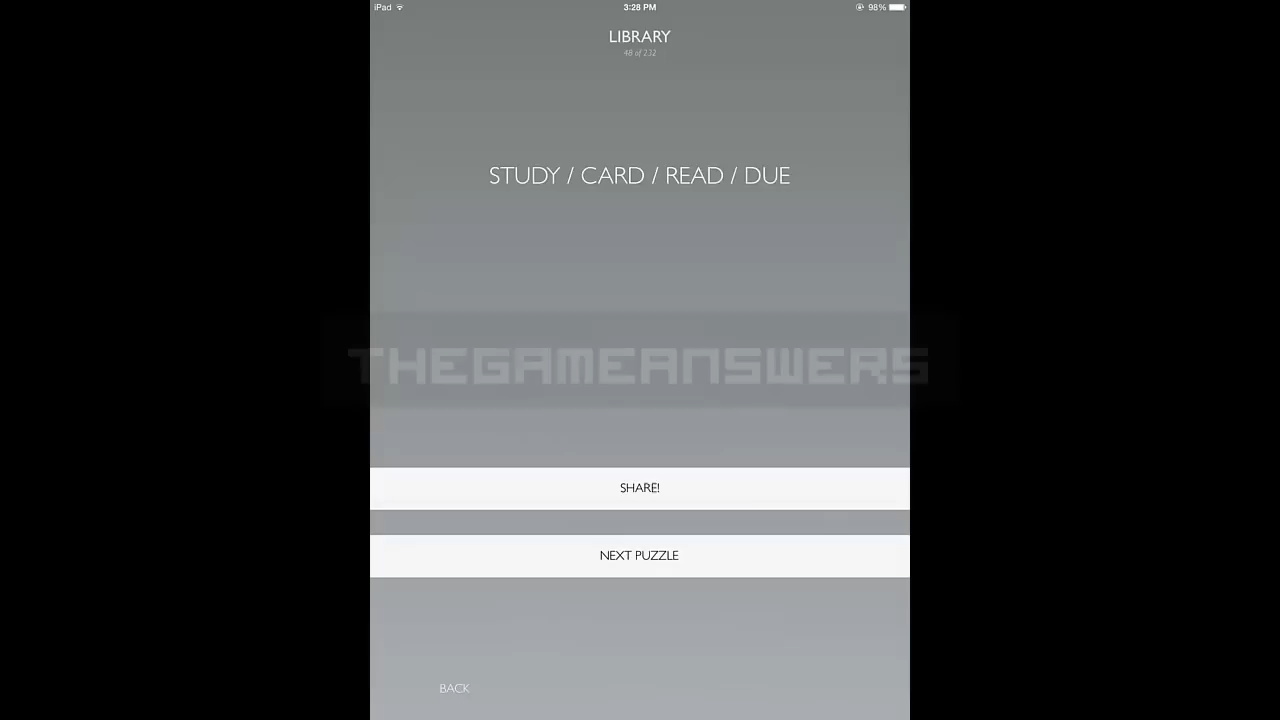 iPad 3:28 PM 98%
LIBRARY
48 of 232
STUDY / CARD / READ / DUE
THEGAMEANSWERS
SHARE!
NEXT PUZZLE
BACK